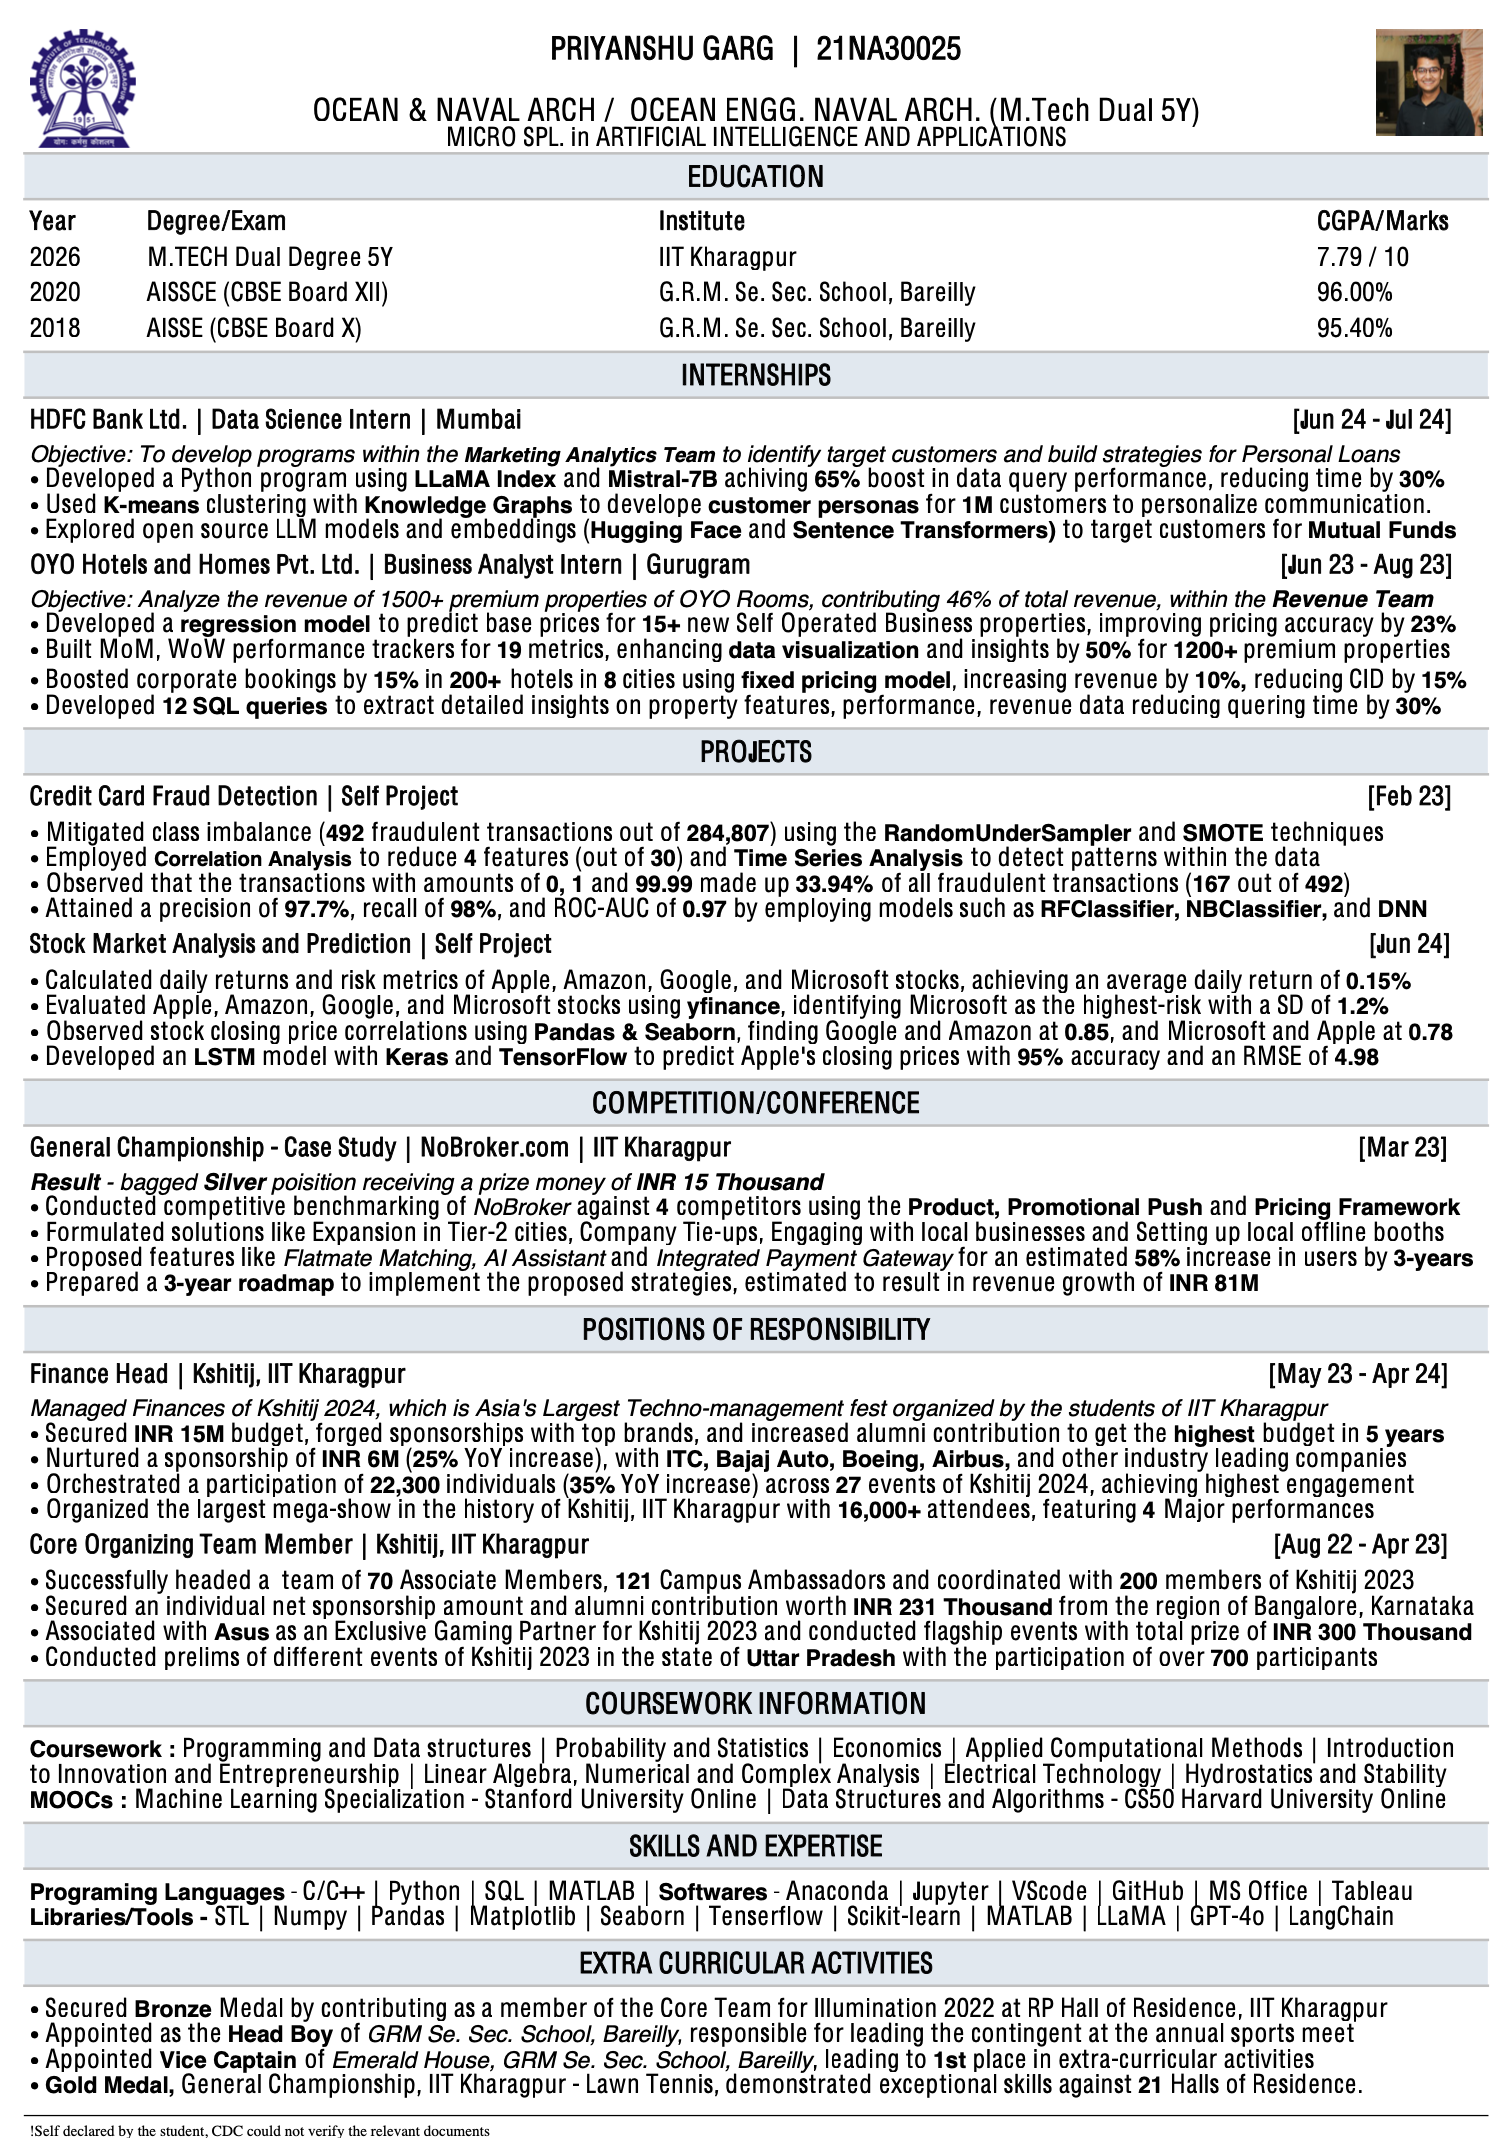 PRIYANSHU GARG | 21NA30025
OCEAN & NAVAL ARCH / OCEAN ENGG. NAVAL ARCH. (M.Tech Dual 5Y)
MICRO SPL. in ARTIFICIAL INTELLIGENCE AND APPLICATIONS
EDUCATION
Year Degree/Exam Institute CGPA/Marks
2026 M.TECH Dual Degree 5Y IIT Kharagpur 7.79 / 10
2020 AISSCE (CBSE Board XII) G.R.M. Se. Sec. School, Bareilly 96.00%
2018 AISSE (CBSE Board X) G.R.M. Se. Sec. School, Bareilly 95.40%
INTERNSHIPS
HDFC Bank Ltd. | Data Science Intern | Mumbai [Jun 24 - Jul 24]
Objective: To develop programs within the Marketing Analytics Team to identify target customers and build strategies for Personal Loans
• Developed a Python program using LLaMA Index and Mistral-7B achiving 65% boost in data query performance, reducing time by 30%
• Used K-means clustering with Knowledge Graphs to develope customer personas for 1M customers to personalize communication.
• Explored open source LLM models and embeddings (Hugging Face and Sentence Transformers) to target customers for Mutual Funds
OYO Hotels and Homes Pvt. Ltd. | Business Analyst Intern | Gurugram [Jun 23 - Aug 23]
Objective: Analyze the revenue of 1500+ premium properties of OYO Rooms, contributing 46% of total revenue, within the Revenue Team
• Developed a regression model to predict base prices for 15+ new Self Operated Business properties, improving pricing accuracy by 23%
• Built MoM, WoW performance trackers for 19 metrics, enhancing data visualization and insights by 50% for 1200+ premium properties
• Boosted corporate bookings by 15% in 200+ hotels in 8 cities using fixed pricing model, increasing revenue by 10%, reducing CID by 15%
• Developed 12 SQL queries to extract detailed insights on property features, performance, revenue data reducing quering time by 30%
PROJECTS
Credit Card Fraud Detection | Self Project [Feb 23]
• Mitigated class imbalance (492 fraudulent transactions out of 284,807) using the RandomUnderSampler and SMOTE techniques
• Employed Correlation Analysis to reduce 4 features (out of 30) and Time Series Analysis to detect patterns within the data
• Observed that the transactions with amounts of 0, 1 and 99.99 made up 33.94% of all fraudulent transactions (167 out of 492)
• Attained a precision of 97.7%, recall of 98%, and ROC-AUC of 0.97 by employing models such as RFClassifier, NBClassifier, and DNN
Stock Market Analysis and Prediction | Self Project [Jun 24]
• Calculated daily returns and risk metrics of Apple, Amazon, Google, and Microsoft stocks, achieving an average daily return of 0.15%
• Evaluated Apple, Amazon, Google, and Microsoft stocks using yfinance, identifying Microsoft as the highest-risk with a SD of 1.2%
• Observed stock closing price correlations using Pandas & Seaborn, finding Google and Amazon at 0.85, and Microsoft and Apple at 0.78
• Developed an LSTM model with Keras and TensorFlow to predict Apple's closing prices with 95% accuracy and an RMSE of 4.98
COMPETITION/CONFERENCE
General Championship - Case Study | NoBroker.com | IIT Kharagpur [Mar 23]
Result - bagged Silver poisition receiving a prize money of INR 15 Thousand
• Conducted competitive benchmarking of NoBroker against 4 competitors using the Product, Promotional Push and Pricing Framework
• Formulated solutions like Expansion in Tier-2 cities, Company Tie-ups, Engaging with local businesses and Setting up local offline booths
• Proposed features like Flatmate Matching, AI Assistant and Integrated Payment Gateway for an estimated 58% increase in users by 3-years
• Prepared a 3-year roadmap to implement the proposed strategies, estimated to result in revenue growth of INR 81M
POSITIONS OF RESPONSIBILITY
Finance Head | Kshitij, IIT Kharagpur [May 23 - Apr 24]
Managed Finances of Kshitij 2024, which is Asia's Largest Techno-management fest organized by the students of IIT Kharagpur
• Secured INR 15M budget, forged sponsorships with top brands, and increased alumni contribution to get the highest budget in 5 years
• Nurtured a sponsorship of INR 6M (25% YoY increase), with ITC, Bajaj Auto, Boeing, Airbus, and other industry leading companies
• Orchestrated a participation of 22,300 individuals (35% YoY increase) across 27 events of Kshitij 2024, achieving highest engagement
• Organized the largest mega-show in the history of Kshitij, IIT Kharagpur with 16,000+ attendees, featuring 4 Major performances
Core Organizing Team Member | Kshitij, IIT Kharagpur [Aug 22 - Apr 23]
• Successfully headed a team of 70 Associate Members, 121 Campus Ambassadors and coordinated with 200 members of Kshitij 2023
• Secured an individual net sponsorship amount and alumni contribution worth INR 231 Thousand from the region of Bangalore, Karnataka
• Associated with Asus as an Exclusive Gaming Partner for Kshitij 2023 and conducted flagship events with total prize of INR 300 Thousand
• Conducted prelims of different events of Kshitij 2023 in the state of Uttar Pradesh with the participation of over 700 participants
COURSEWORK INFORMATION
Coursework : Programming and Data structures | Probability and Statistics | Economics | Applied Computational Methods | Introduction
to Innovation and Entrepreneurship | Linear Algebra, Numerical and Complex Analysis | Electrical Technology | Hydrostatics and Stability
MOOCs : Machine Learning Specialization - Stanford University Online | Data Structures and Algorithms - CS50 Harvard University Online
SKILLS AND EXPERTISE
Programing Languages - C/C++ | Python | SQL | MATLAB | Softwares - Anaconda | Jupyter | VScode | GitHub | MS Office | Tableau
Libraries/Tools - STL | Numpy | Pandas | Matplotlib | Seaborn | Tenserflow | Scikit-learn | MATLAB | LLaMA | GPT-4o | LangChain
EXTRA CURRICULAR ACTIVITIES
• Secured Bronze Medal by contributing as a member of the Core Team for Illumination 2022 at RP Hall of Residence, IIT Kharagpur
• Appointed as the Head Boy of GRM Se. Sec. School, Bareilly, responsible for leading the contingent at the annual sports meet
• Appointed Vice Captain of Emerald House, GRM Se. Sec. School, Bareilly, leading to 1st place in extra-curricular activities
• Gold Medal, General Championship, IIT Kharagpur - Lawn Tennis, demonstrated exceptional skills against 21 Halls of Residence.
!Self declared by the student, CDC could not verify the relevant documents